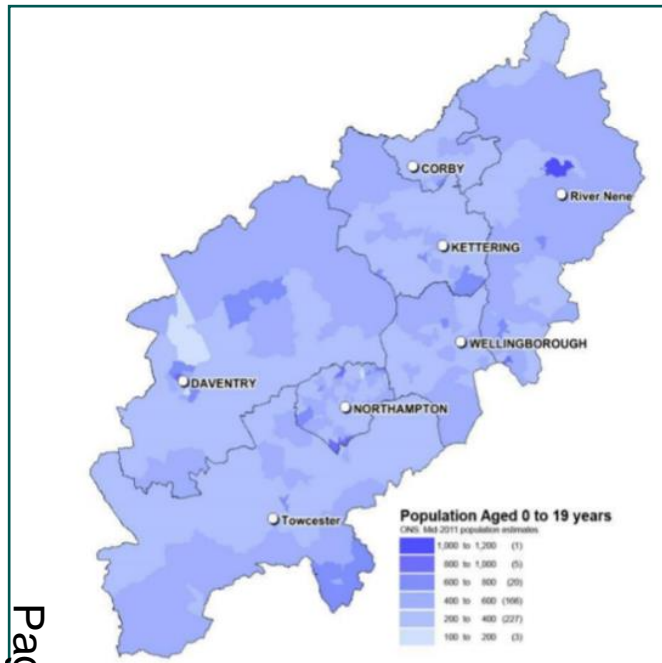 CORBY
River Nene
KETTERING
WELLINGBOROUGH
DAVENTRY
NORTHAMPTON
Towcester
Population Aged 0 to 19 years
ONS: Mid-2011 population estimates
1,000 to 1,200 (1)
800 to 1,000 (5)
600 to 800 (20)
400 to 600 (166)
200 to 400 (227)
100 to 200 (3)
Pag